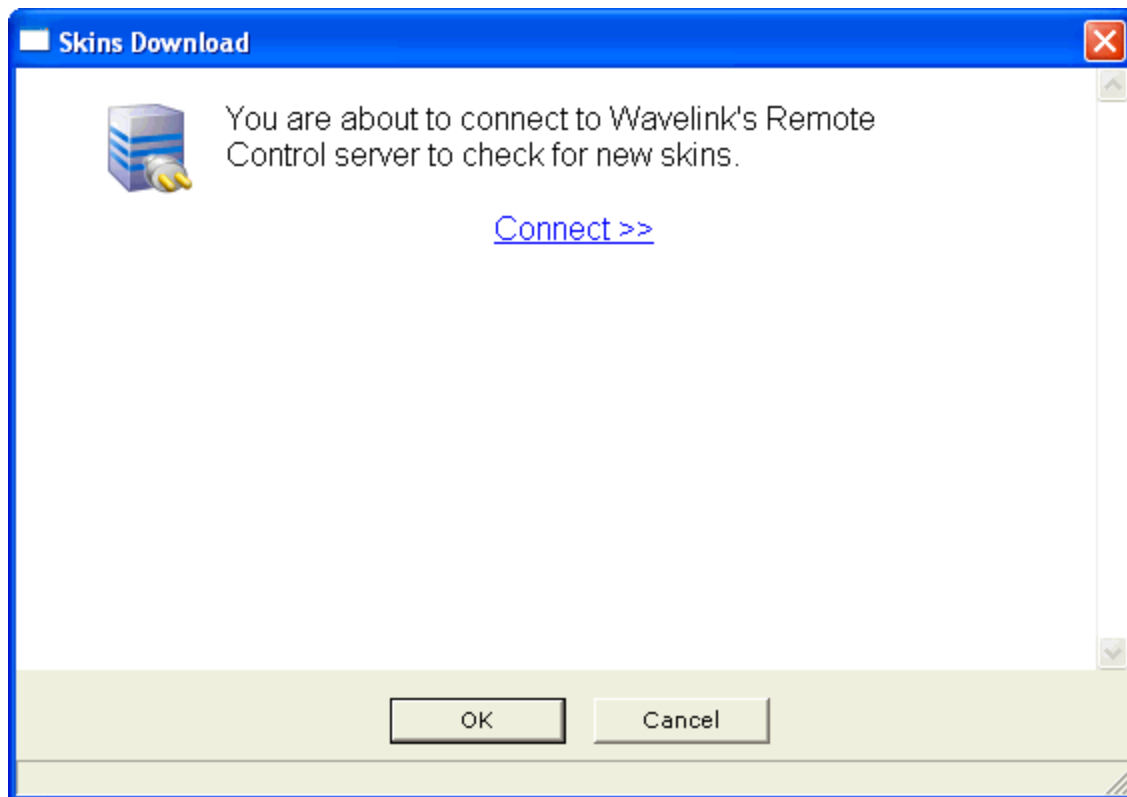 Skins Download
You are about to connect to Wavelink's Remote
Control server to check for new skins.
Connect >>
OK
Cancel